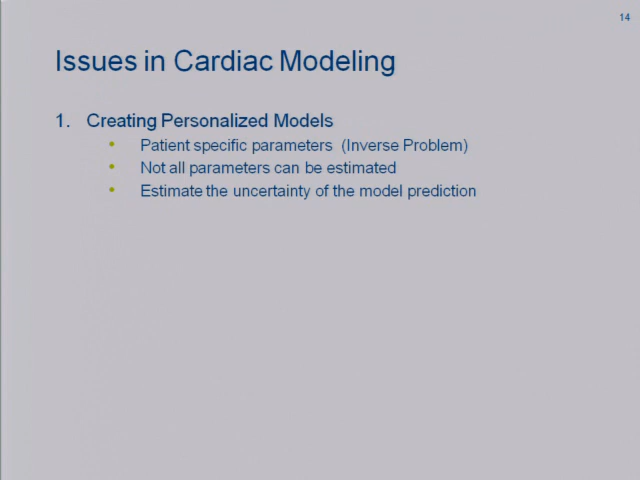 14
Issues in Cardiac Modeling
1. Creating Personalized Models
• Patient specific parameters (Inverse Problem)
• Not all parameters can be estimated
• Estimate the uncertainty of the model prediction